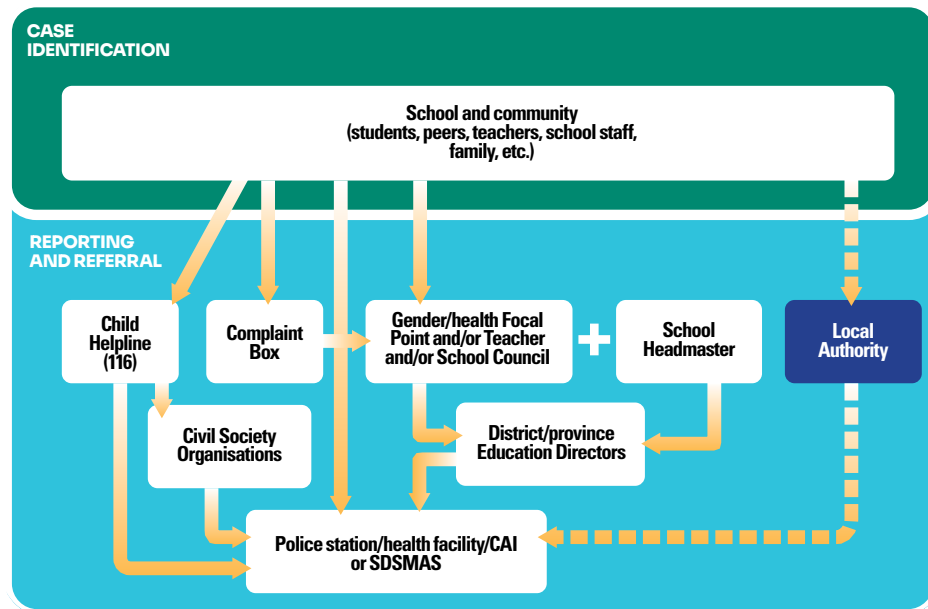 CASE
IDENTIFICATION
School and community
(students, peers, teachers, school staff,
family, etc.)
REPORTING
AND REFERRAL
Child
Helpline
(116)
Complaint
Box
Gender/health Focal
Point and/or Teacher
and/or School Council
+
School
Headmaster
Local
Authority
Civil Society
Organisations
District/province
Education Directors
Police station/health facility/CAI
or SDSMAS